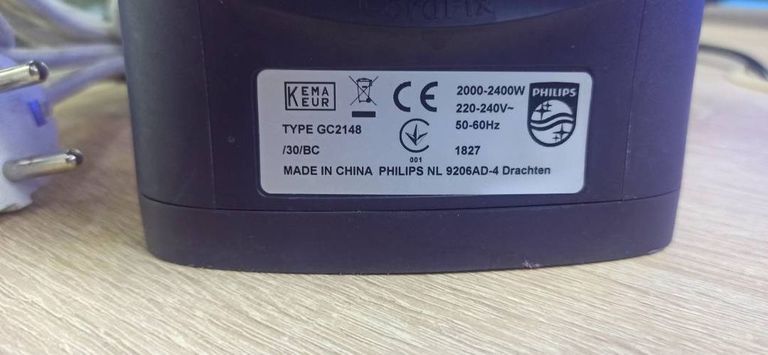 KEMA
EUR
TYPE GC2148
/30/BC
CE
001
2000-2400W
220-240V~
50-60Hz
1827
PHILIPS
MADE IN CHINA PHILIPS NL 9206AD-4 Drachten